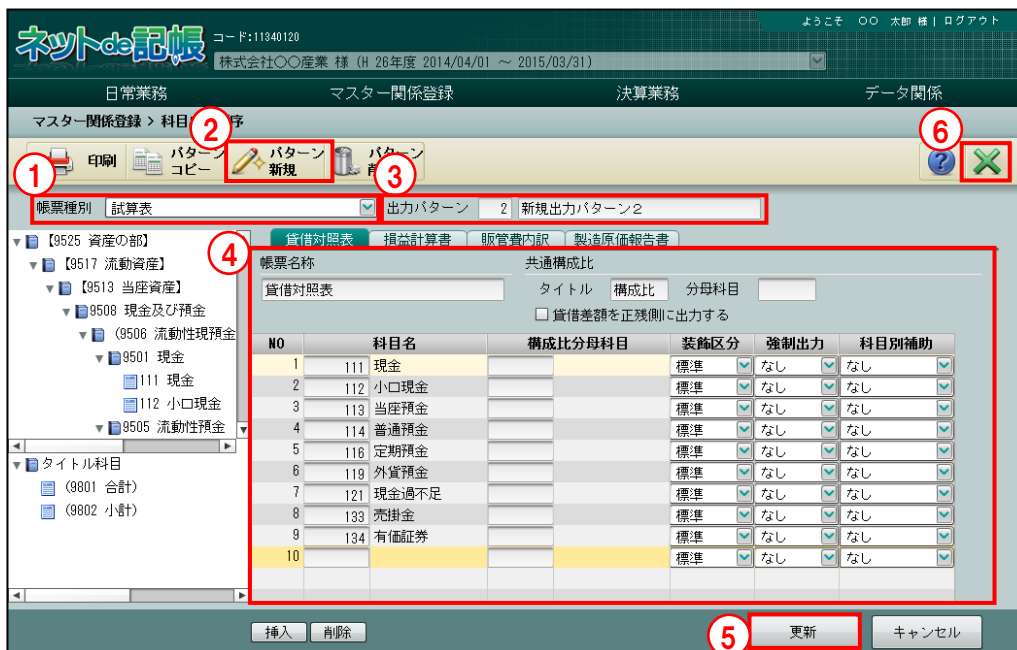 ようこそ 〇〇 太郎 様 | ログアウト
ネットde記帳 コード:11340120
株式会社〇〇産業 様 (H 26年度 2014/04/01 ～ 2015/03/31)
日常業務 マスター関係登録 決算業務 データ関係
マスター関係登録 > 科目 序
② ⑥
印刷 パターンコピー パターン新規 パターン
① ③
帳票種別 試算表 出力パターン 2 新規出力パターン2
▼【9525 資産の部】
▼【9517 流動資産】
▼【9513 当座資産】
▼9508 現金及び預金
▼(9506 流動性現預金
▼9501 現金
111 現金
112 小口現金
▼9505 流動性預金
▼タイトル科目
(9801 合計)
(9802 小計)
④
貸借対照表 損益計算書 販管費内訳 製造原価報告書
帳票名称 共通構成比
貸借対照表 タイトル 構成比 分母科目
貸借差額を正残側に出力する
NO 科目名 構成比分母科目 装飾区分 強制出力 科目別補助
1 111 現金 標準 なし なし
2 112 小口現金 標準 なし なし
3 113 当座預金 標準 なし なし
4 114 普通預金 標準 なし なし
5 116 定期預金 標準 なし なし
6 119 外貨預金 標準 なし なし
7 121 現金過不足 標準 なし なし
8 133 売掛金 標準 なし なし
9 134 有価証券 標準 なし なし
10 標準 なし なし
挿入 削除 ⑤ 更新 キャンセル